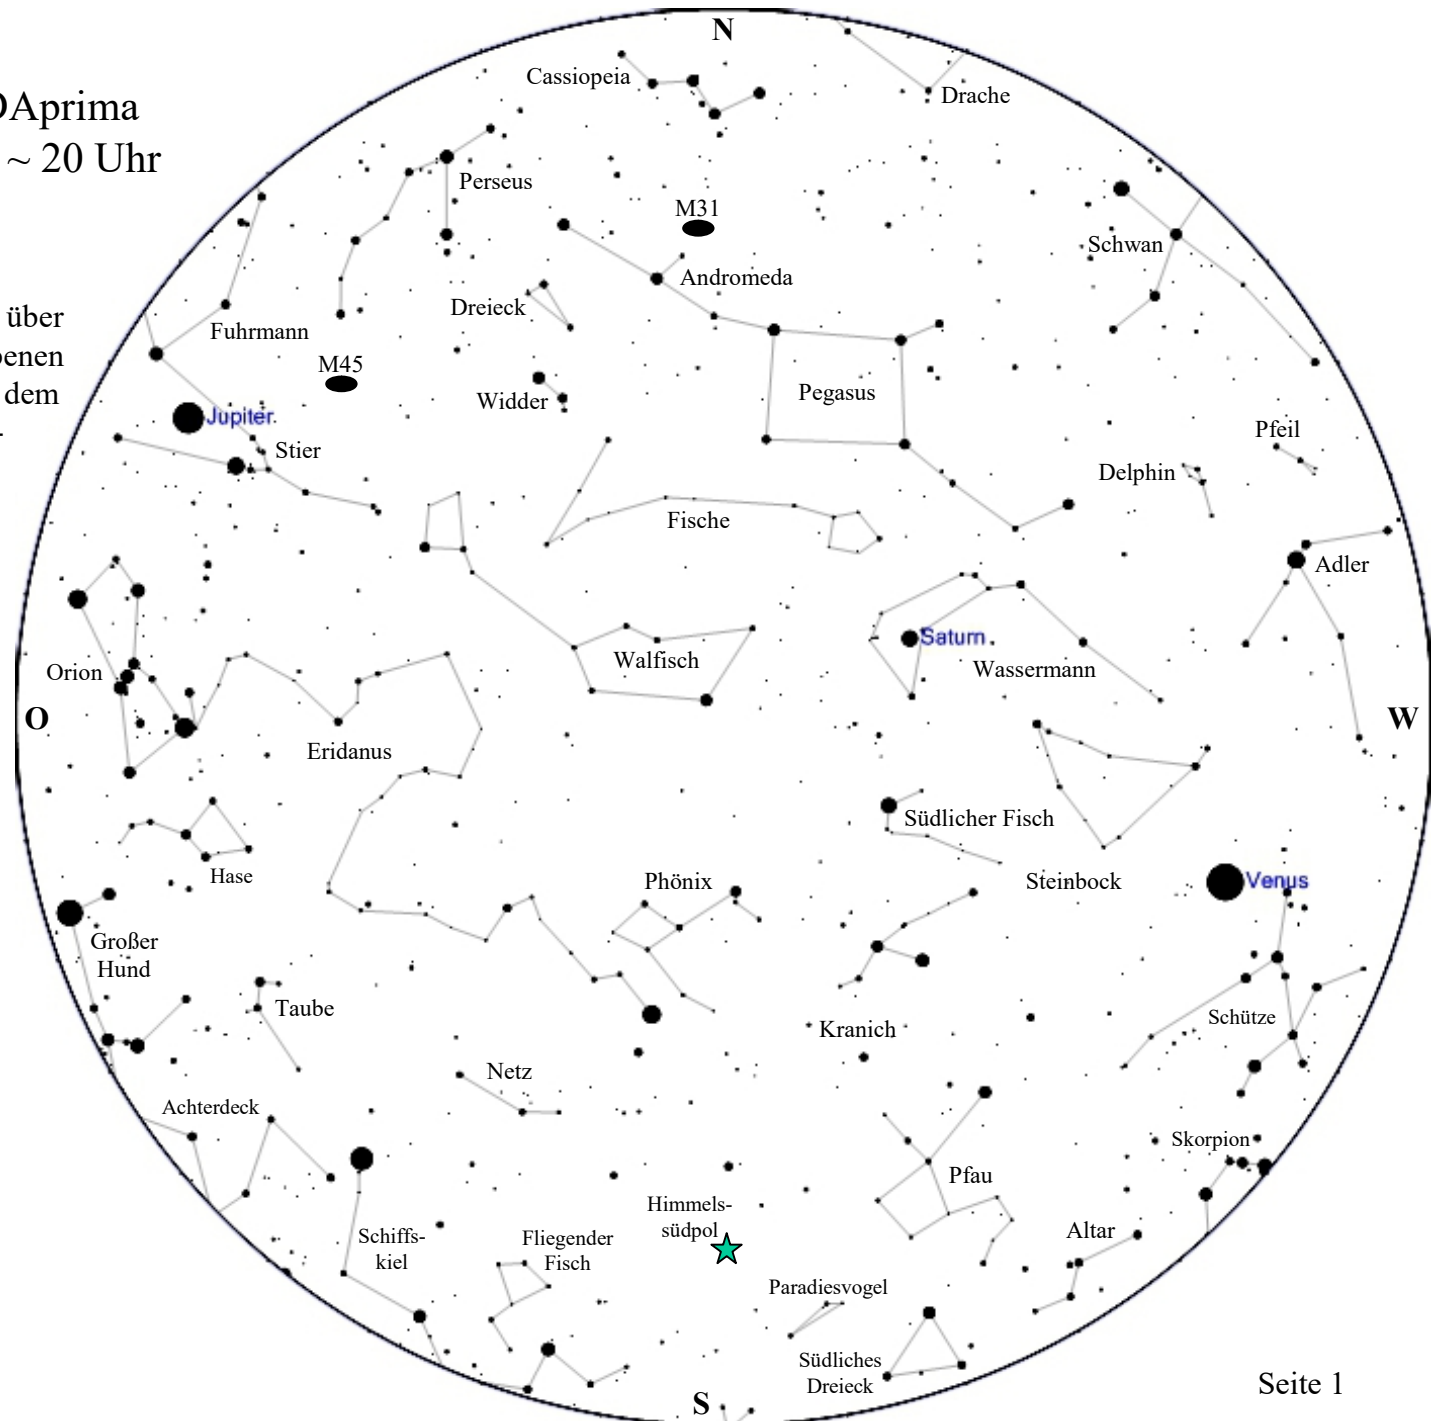 N
Cassiopeia
Drache
DAprima
~ 20 Uhr
Perseus
M31
Schwan
Andromeda
Dreieck
über
Fuhrmann
benen
M45
dem
Widder
Pegasus
Jupiter
Stier
Pfeil
Delphin
Fische
Adler
Saturn
Orion
Walfisch
Wassermann
O
W
Eridanus
Südlicher Fisch
Hase
Phönix
Steinbock
Venus
Großer
Hund
Taube
Kranich
Schütze
Netz
Achterdeck
Skorpion
Pfau
Himmels-
südpol
Schiffs-
kiel
Fliegender
Fisch
Altar
Paradiesvogel
Südliches
Dreieck
Seite 1
S